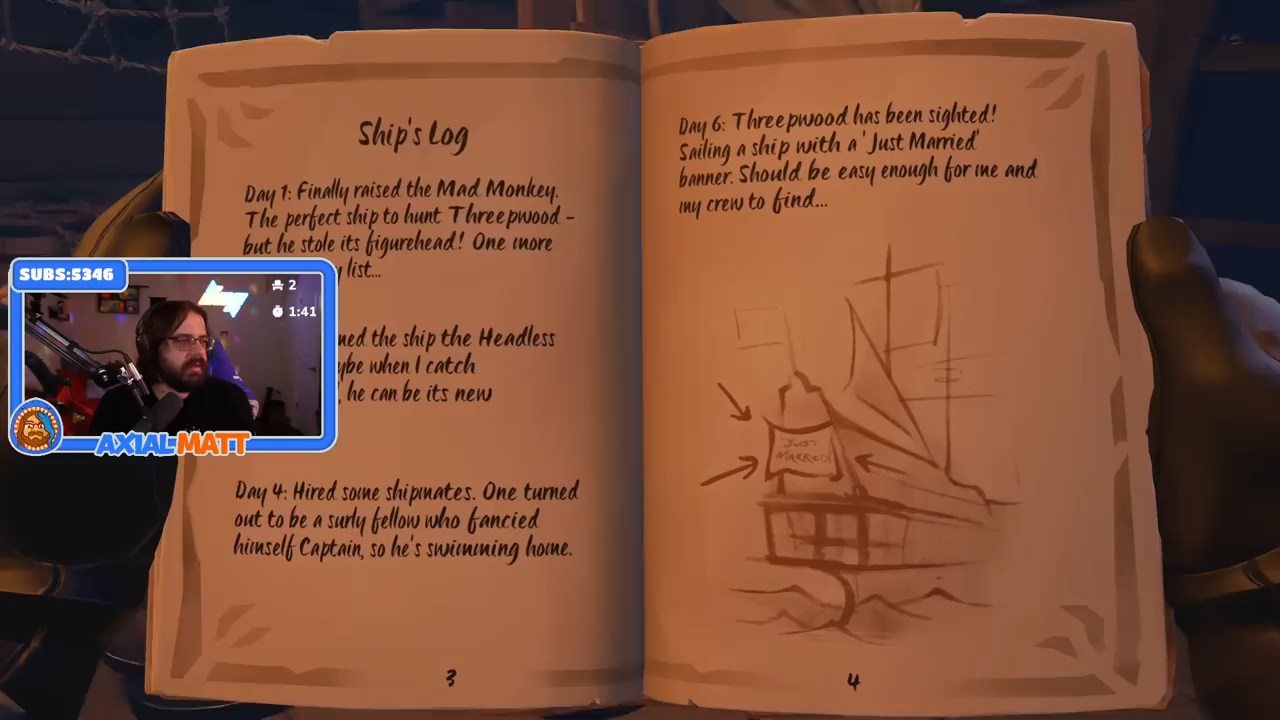 Ship's Log
Day 1: Finally raised the Mad Monkey.
The perfect ship to hunt Threepwood -
but he stole its figurehead! One more
list...
the ship the Headless
when I catch
he can be its new
Day 4: Hired some shipmates. One turned
out to be a surly fellow who fancied
himself Captain, so he's swimming home.
3
Day 6: Threepwood has been sighted!
Sailing a ship with a 'Just Married'
banner. Should be easy enough for me and
my crew to find...
JUST
MARRIED
4
SUBS:5346
2
1:41
AXIALMATT